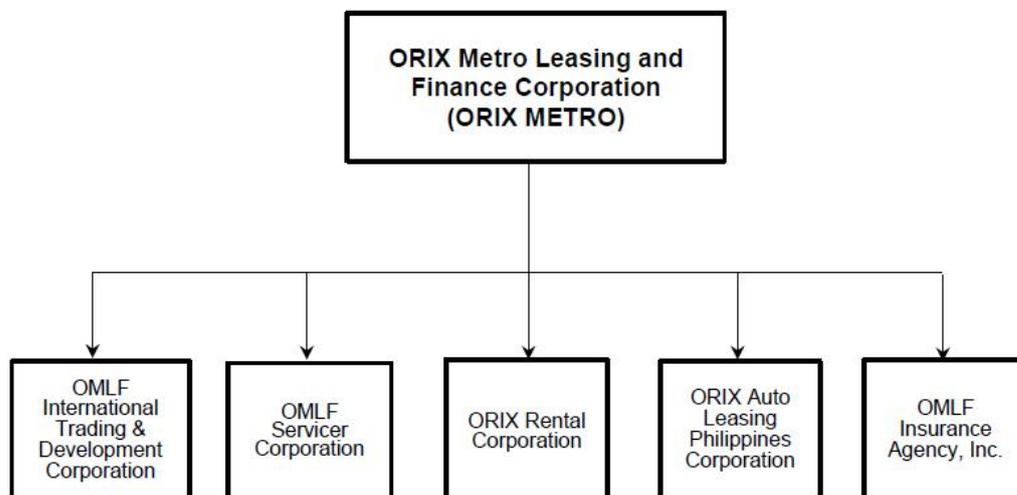 ORIX Metro Leasing and
Finance Corporation
(ORIX METRO)
OMLF
International
Trading &
Development
Corporation
OMLF
Servicer
Corporation
ORIX Rental
Corporation
ORIX Auto
Leasing
Philippines
Corporation
OMLF
Insurance
Agency, Inc.